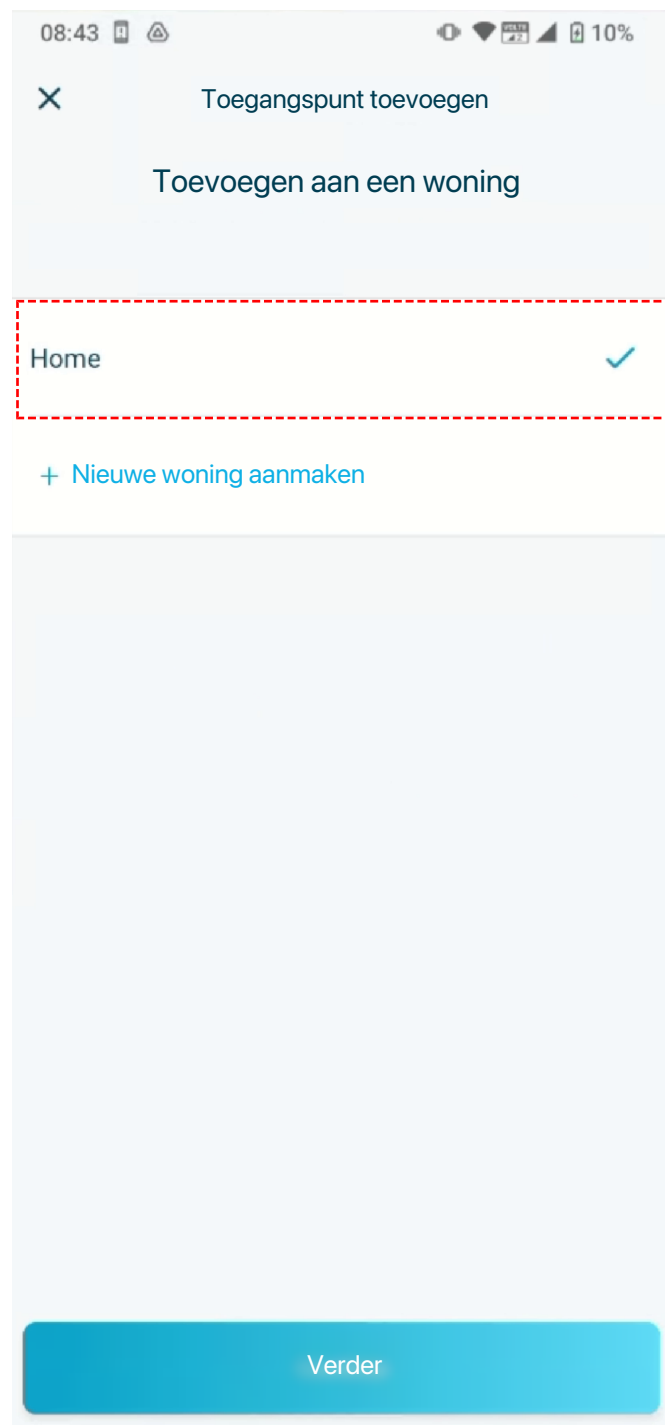 08:43 10%
Toegangspunt toevoegen
Toevoegen aan een woning
Home
+ Nieuwe woning aanmaken
Verder